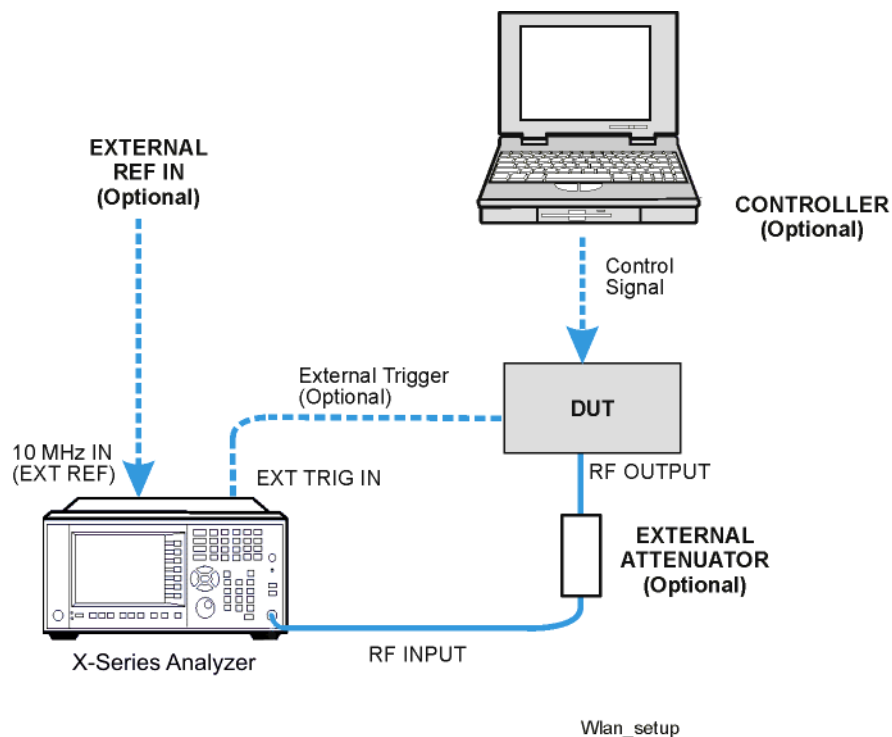 EXTERNAL
REF IN
(Optional)
CONTROLLER
(Optional)
Control
Signal
External Trigger
(Optional)
DUT
10 MHz IN
(EXT REF)
EXT TRIG IN
RF OUTPUT
EXTERNAL
ATTENUATOR
(Optional)
RF INPUT
X-Series Analyzer
Wlan_setup